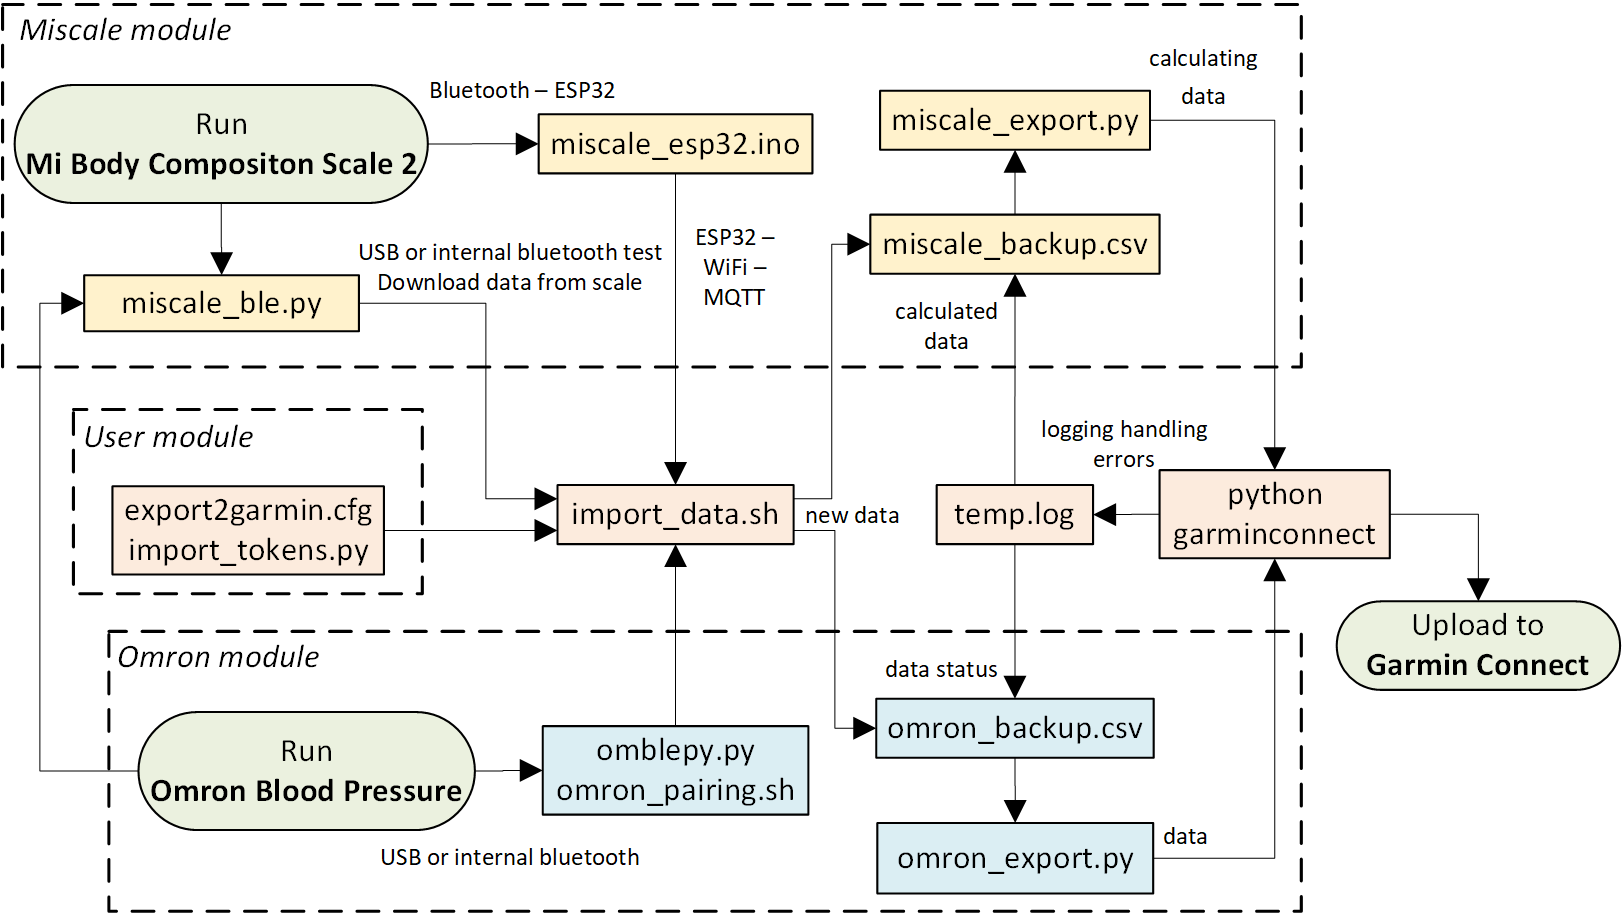 Miscale module
calculating
data
Bluetooth – ESP32
Run
Mi Body Compositon Scale 2
miscale_esp32.ino
miscale_export.py
USB or internal bluetooth test
Download data from scale
ESP32 –
WiFi –
MQTT
miscale_backup.csv
miscale_ble.py
calculated
data
User module
logging handling
errors
export2garmin.cfg
import_tokens.py
import_data.sh
new data
temp.log
python
garminconnect
Upload to
Garmin Connect
Omron module
data status
Run
Omron Blood Pressure
omblepy.py
omron_pairing.sh
omron_backup.csv
USB or internal bluetooth
omron_export.py
data